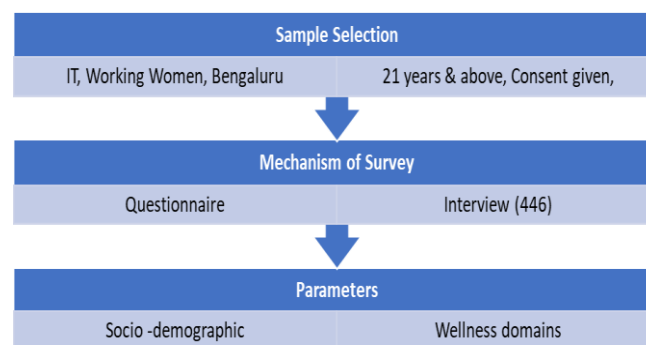 Sample Selection
IT, Working Women, Bengaluru
21 years & above, Consent given,
Mechanism of Survey
Questionnaire
Interview (446)
Parameters
Socio -demographic
Wellness domains